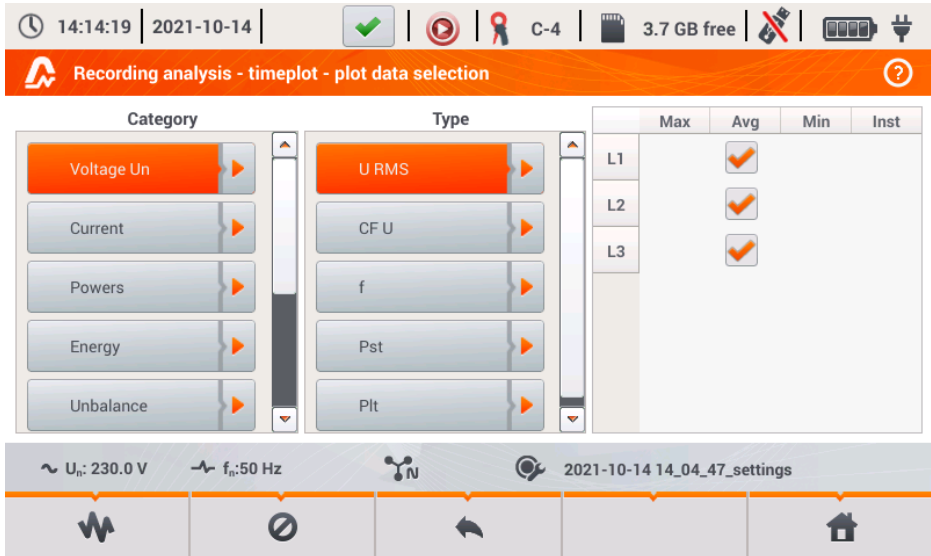 14:14:19 2021-10-14 C-4 3.7 GB free
Recording analysis - timeplot - plot data selection ?
Category
Voltage Un
Current
Powers
Energy
Unbalance
Type
U RMS
CF U
f
Pst
Plt
Max Avg Min Inst
L1
L2
L3
Un: 230.0 V fn:50 Hz N 2021-10-14 14_04_47_settings